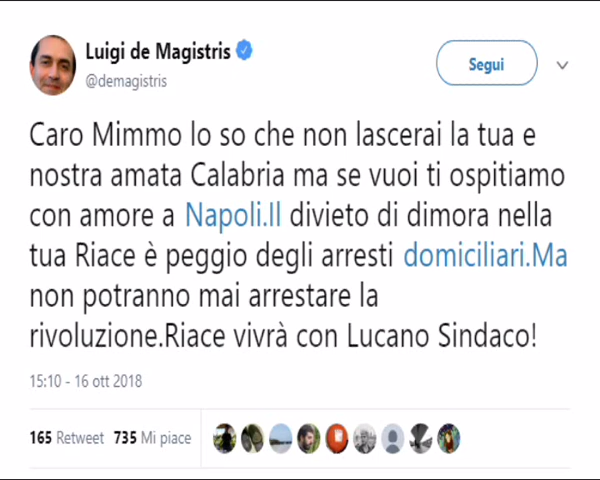 Luigi de Magistris
@demagistris
Segui
Caro Mimmo lo so che non lascerai la tua e
nostra amata Calabria ma se vuoi ti ospitiamo
con amore a Napoli.Il divieto di dimora nella
tua Riace è peggio degli arresti domiciliari.Ma
non potranno mai arrestare la
rivoluzione.Riace vivrà con Lucano Sindaco!
15:10 - 16 ott 2018
165 Retweet 735 Mi piace